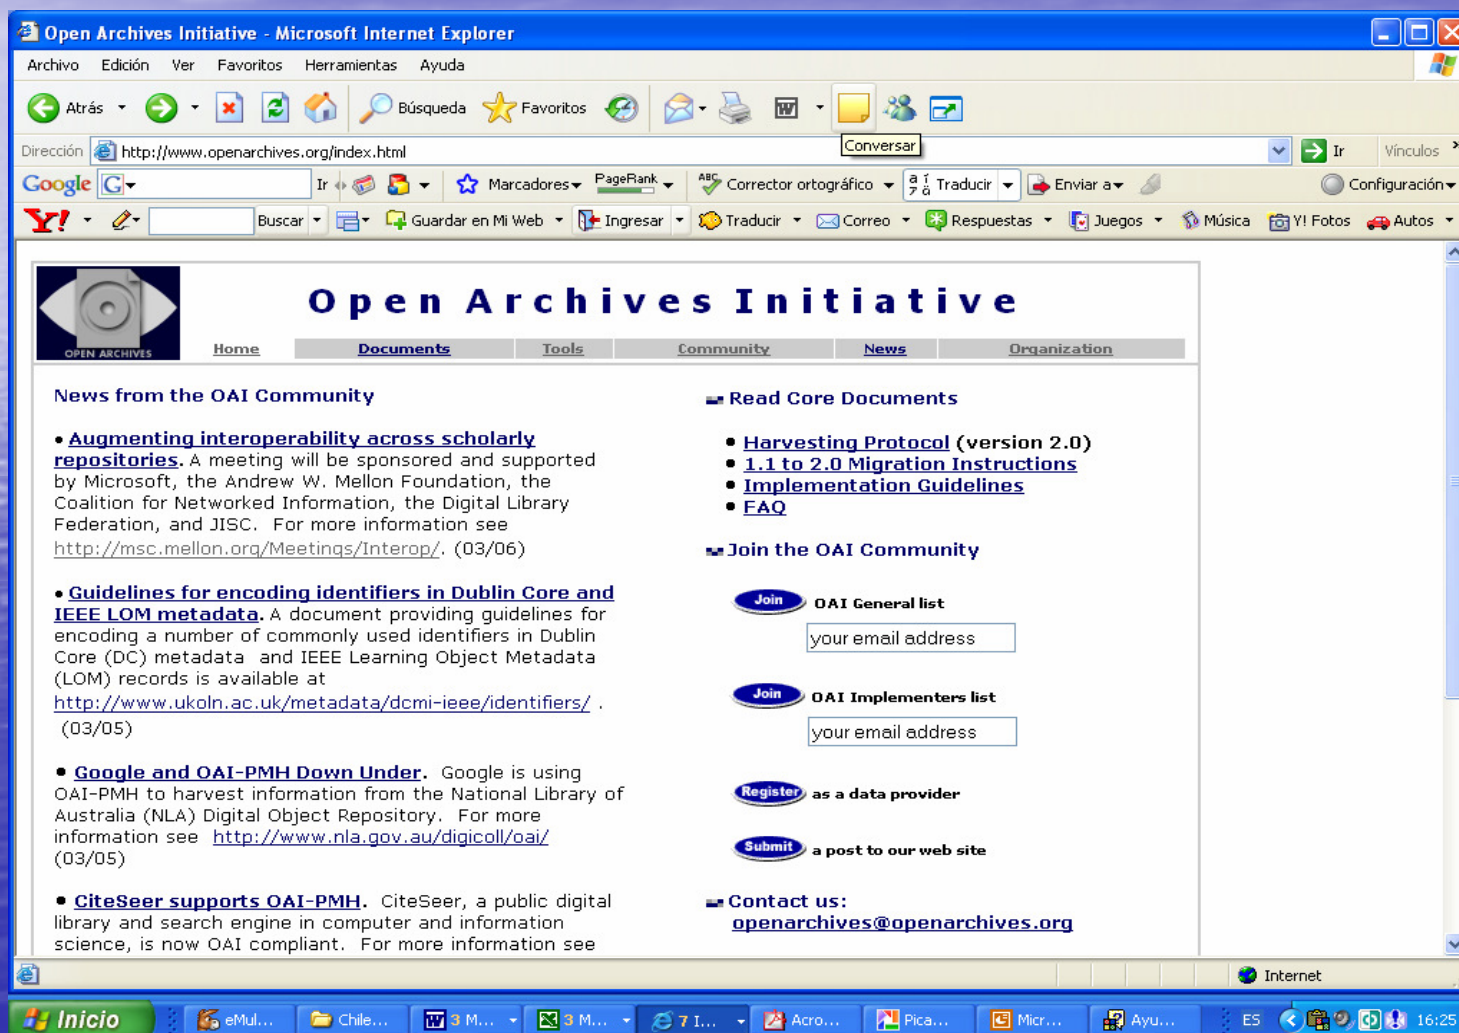 Open Archives Initiative - Microsoft Internet Explorer
Archivo Edición Ver Favoritos Herramientas Ayuda
Atrás Búsqueda Favoritos
Conversar
Dirección http://www.openarchives.org/index.html Ir Vínculos
Google G Ir Marcadores PageRank ABC Corrector ortográfico Traducir Enviar a Configuración
Y! Buscar Guardar en Mi Web Ingresar Traducir Correo Respuestas Juegos Música Y! Fotos Autos
OPEN ARCHIVES
Open Archives Initiative
Home Documents Tools Community News Organization
News from the OAI Community
• Augmenting interoperability across scholarly
repositories. A meeting will be sponsored and supported
by Microsoft, the Andrew W. Mellon Foundation, the
Coalition for Networked Information, the Digital Library
Federation, and JISC. For more information see
http://msc.mellon.org/Meetings/Interop/. (03/06)
• Guidelines for encoding identifiers in Dublin Core and
IEEE LOM metadata. A document providing guidelines for
encoding a number of commonly used identifiers in Dublin
Core (DC) metadata and IEEE Learning Object Metadata
(LOM) records is available at
http://www.ukoln.ac.uk/metadata/dcmi-ieee/identifiers/ .
(03/05)
• Google and OAI-PMH Down Under. Google is using
OAI-PMH to harvest information from the National Library of
Australia (NLA) Digital Object Repository. For more
information see http://www.nla.gov.au/digicoll/oai/
(03/05)
• CiteSeer supports OAI-PMH. CiteSeer, a public digital
library and search engine in computer and information
science, is now OAI compliant. For more information see
Read Core Documents
• Harvesting Protocol (version 2.0)
• 1.1 to 2.0 Migration Instructions
• Implementation Guidelines
• FAQ
Join the OAI Community
Join OAI General list
your email address
Join OAI Implementers list
your email address
Register as a data provider
Submit a post to our web site
Contact us:
openarchives@openarchives.org
Internet
Inicio eMul... Chile... 3 M... 3 M... 7 I... Acro... Pica... Micr... Ayu... ES 16:25